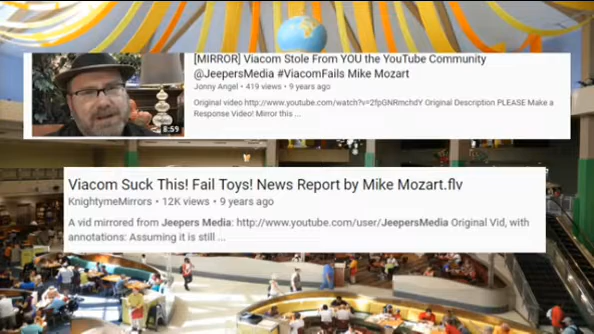 [MIRROR] Viacom Stole From YOU the YouTube Community
@JeepersMedia #ViacomFails Mike Mozart
Jonny Angel • 419 views • 9 years ago
Original video http://www.youtube.com/watch?v=2fpGNRmchdY Original Description PLEASE Make a
Response Video! Mirror this ...
8:59
Viacom Suck This! Fail Toys! News Report by Mike Mozart.flv
KnightymeMirrors • 12K views • 9 years ago
A vid mirrored from Jeepers Media: http://www.youtube.com/user/JeepersMedia Original Vid, with
annotations: Assuming it is still ...